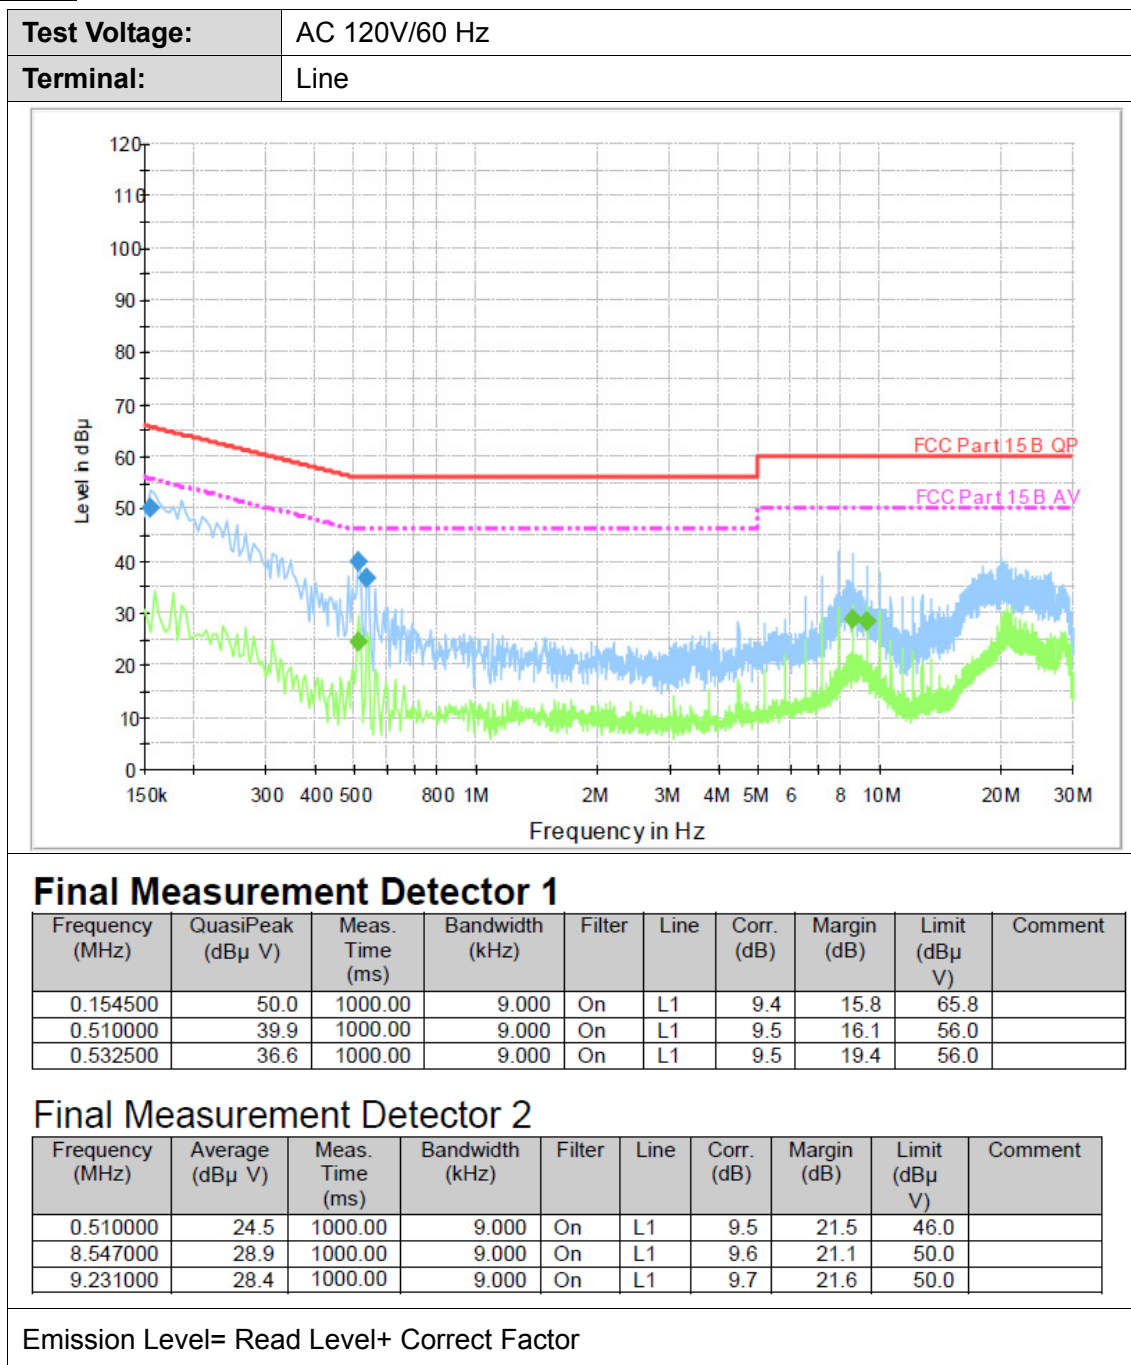 Test Voltage: AC 120V/60 Hz
Terminal: Line
120
110
100
90
80
70
60
50
40
30
20
10
0
Level in dBµ
FCC Part 15 B QP
FCC Part 15B AV
150k 300 400 500 800 1M 2M 3M 4M 5M 6 8 10M 20M 30M
Frequency in Hz
Final Measurement Detector 1
Frequency (MHz) QuasiPeak (dBµ V) Meas. Time (ms) Bandwidth (kHz) Filter Line Corr. (dB) Margin (dB) Limit (dBµ V) Comment
0.154500 50.0 1000.00 9.000 On L1 9.4 15.8 65.8
0.510000 39.9 1000.00 9.000 On L1 9.5 16.1 56.0
0.532500 36.6 1000.00 9.000 On L1 9.5 19.4 56.0
Final Measurement Detector 2
Frequency (MHz) Average (dBµ V) Meas. Time (ms) Bandwidth (kHz) Filter Line Corr. (dB) Margin (dB) Limit (dBµ V) Comment
0.510000 24.5 1000.00 9.000 On L1 9.5 21.5 46.0
8.547000 28.9 1000.00 9.000 On L1 9.6 21.1 50.0
9.231000 28.4 1000.00 9.000 On L1 9.7 21.6 50.0
Emission Level= Read Level+ Correct Factor